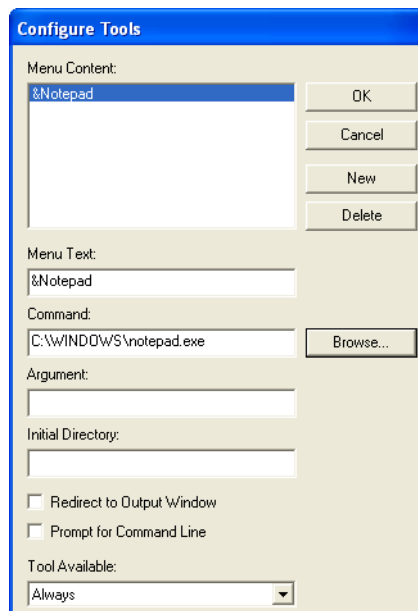 Configure Tools
Menu Content:
&Notepad
OK
Cancel
New
Delete
Menu Text:
&Notepad
Command:
C:\WINDOWS\notepad.exe
Browse...
Argument:
Initial Directory:
Redirect to Output Window
Prompt for Command Line
Tool Available:
Always